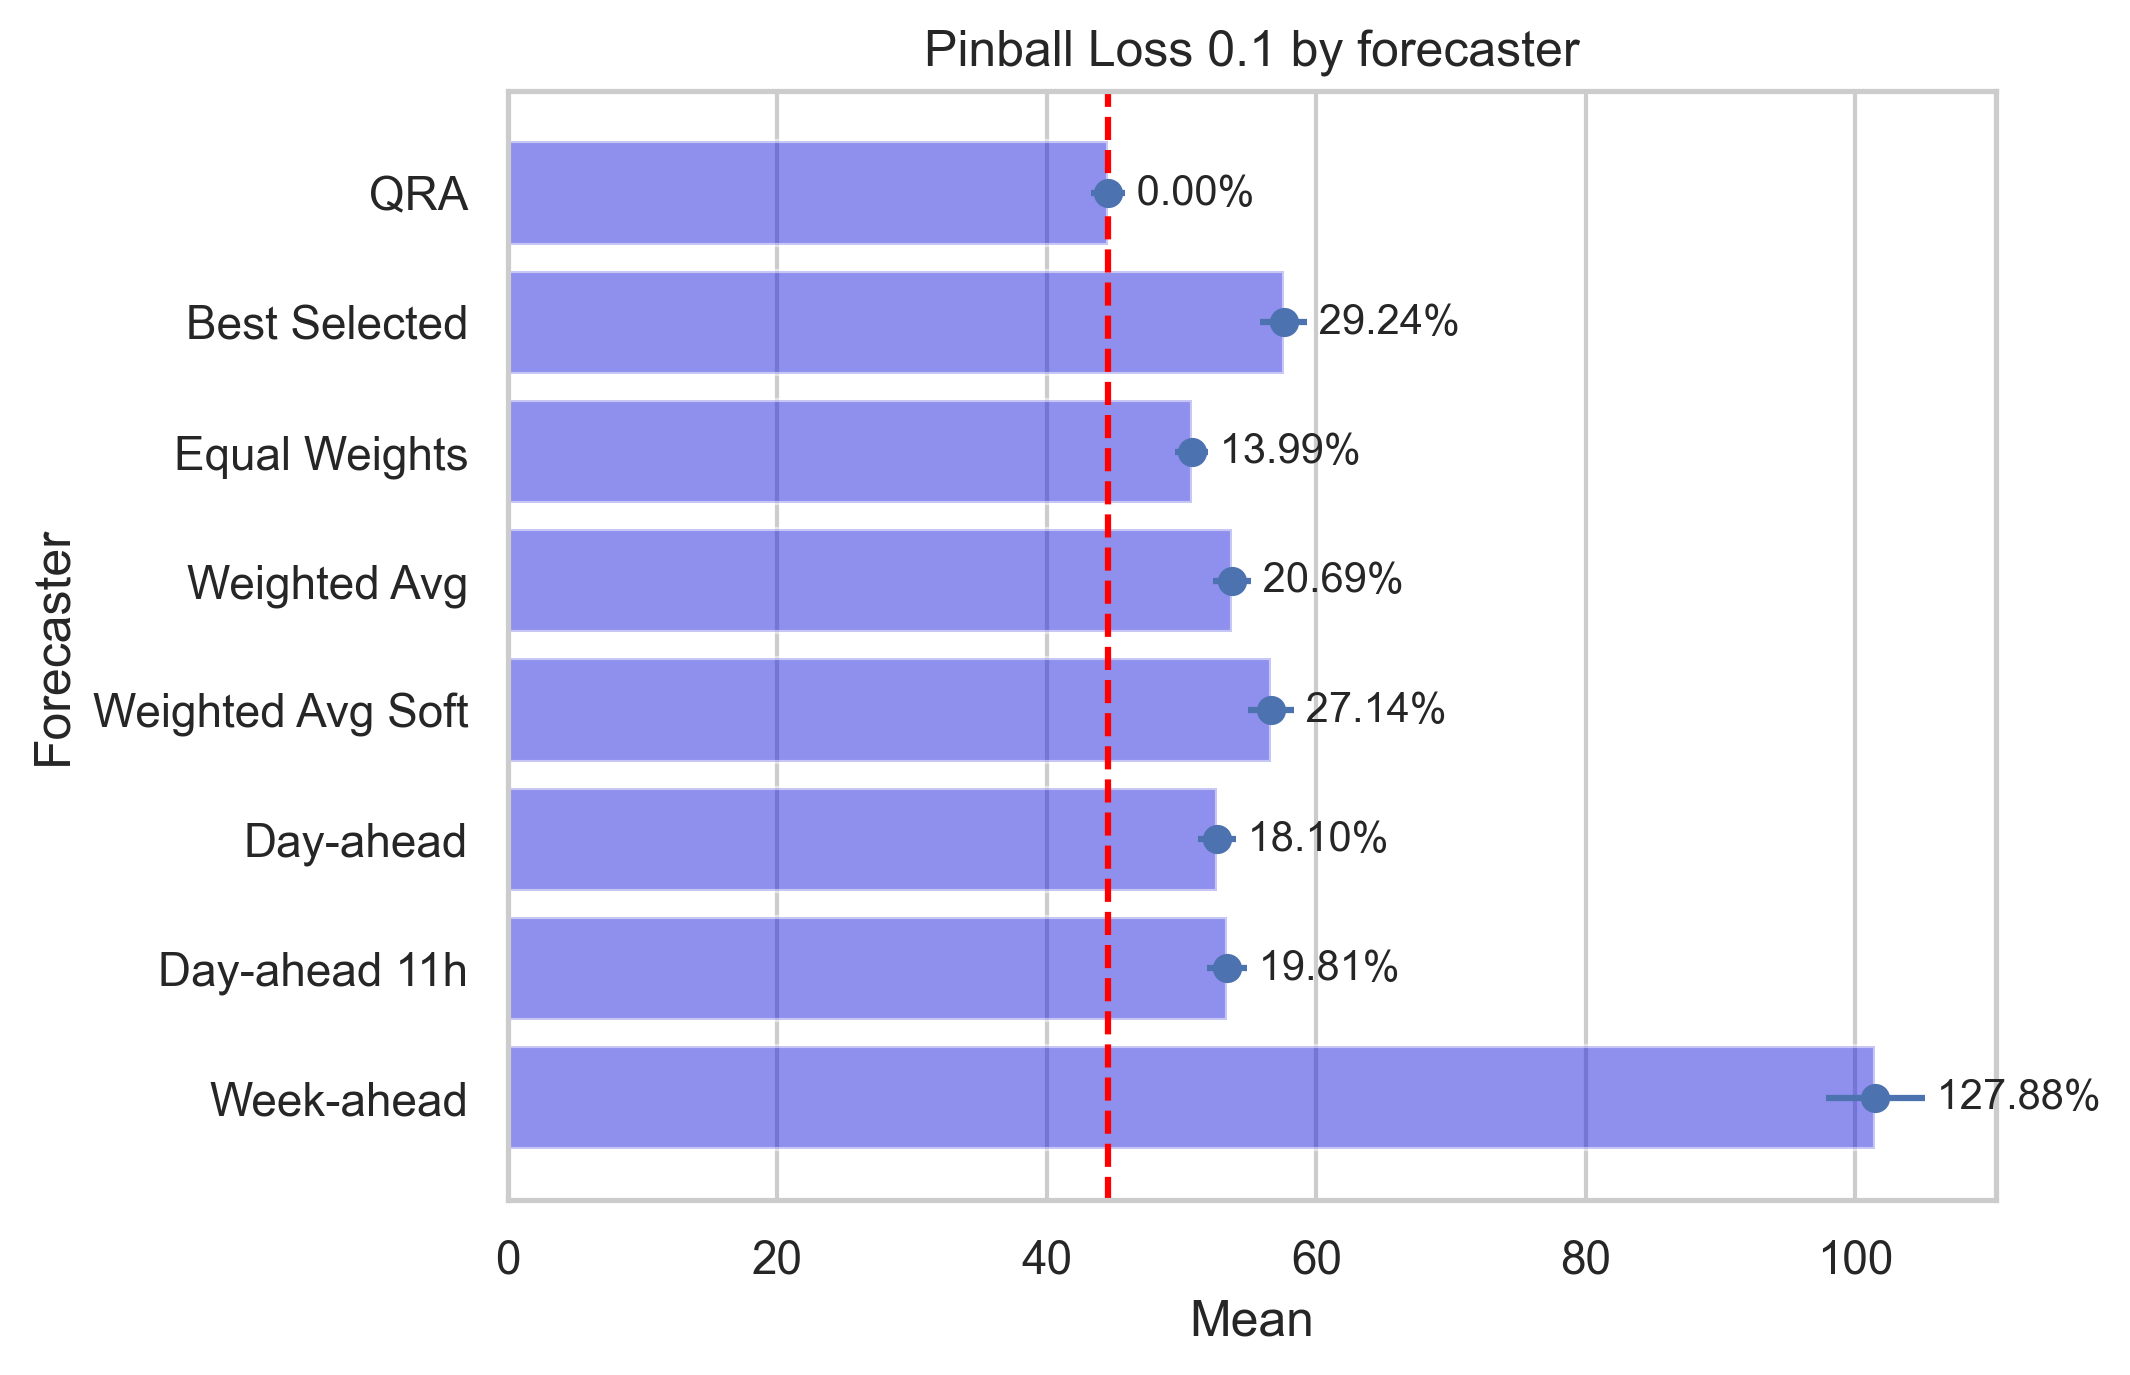 Pinball Loss 0.1 by forecaster
Forecaster
QRA
0.00%
Best Selected
29.24%
Equal Weights
13.99%
Weighted Avg
20.69%
Weighted Avg Soft
27.14%
Day-ahead
18.10%
Day-ahead 11h
19.81%
Week-ahead
127.88%
0 20 40 60 80 100
Mean